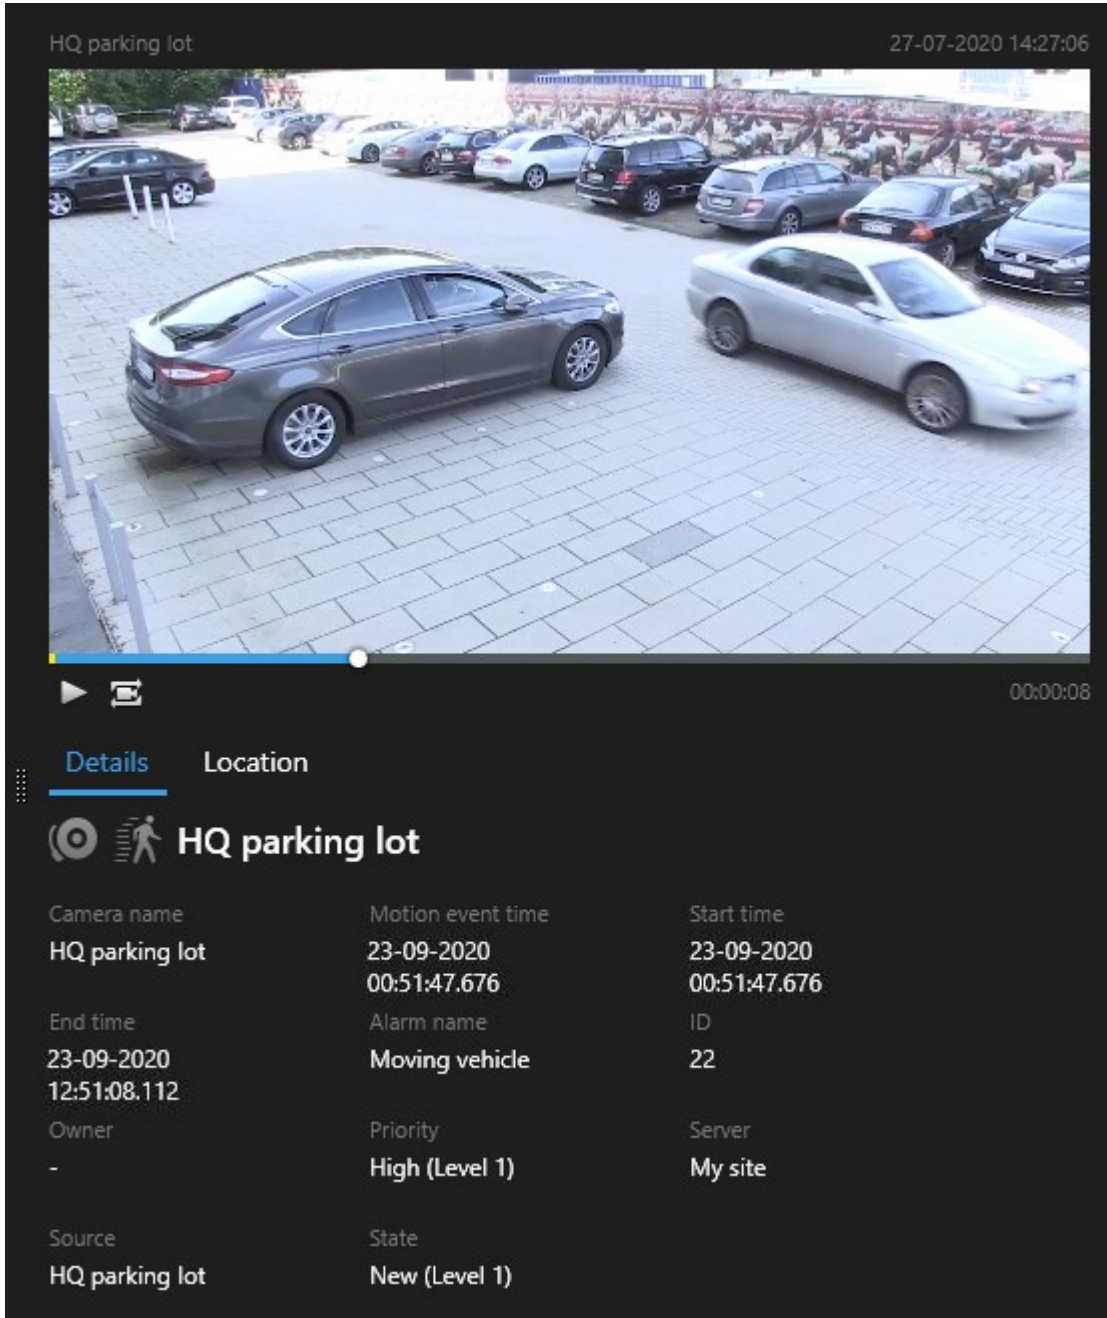 HQ parking lot 27-07-2020 14:27:06
00:00:08
Details Location
HQ parking lot
Camera name Motion event time Start time
HQ parking lot 23-09-2020 23-09-2020
00:51:47.676 00:51:47.676
End time Alarm name ID
23-09-2020 Moving vehicle 22
12:51:08.112
Owner Priority Server
- High (Level 1) My site
Source State
HQ parking lot New (Level 1)